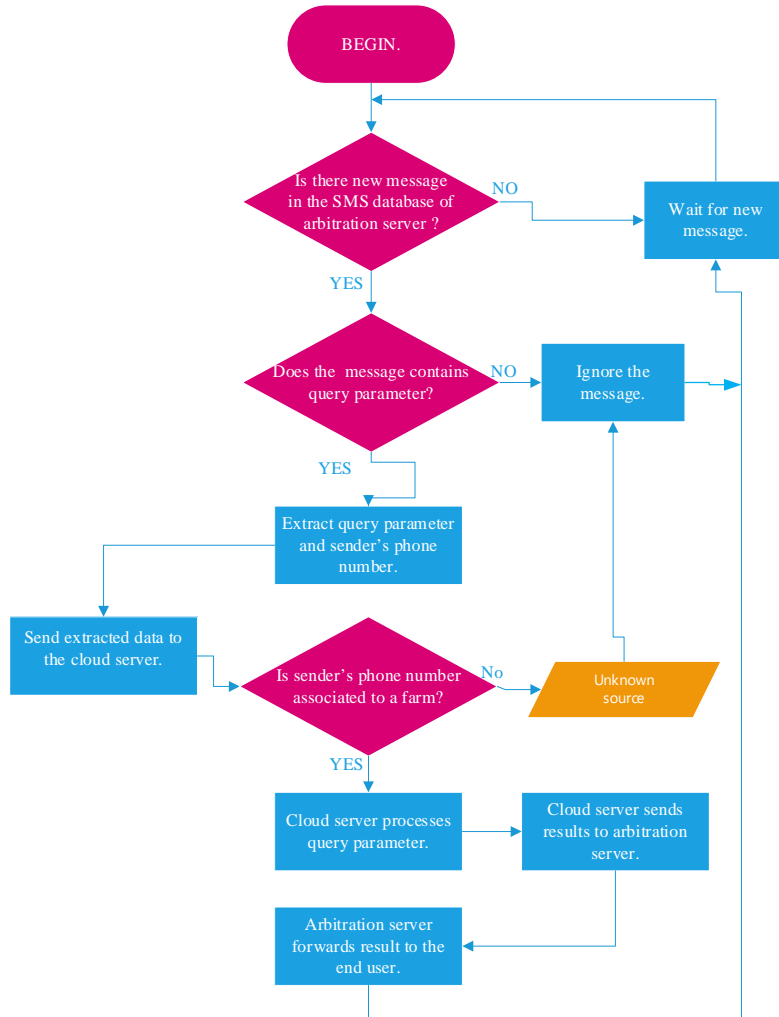 BEGIN.
Is there new message
in the SMS database of
arbitration server ?
NO
Wait for new
message.
YES
Does the  message contains
query parameter?
NO
Ignore the
message.
YES
Extract query parameter
and sender’s phone
number.
Send extracted data to
the cloud server.
Is sender’s phone number
associated to a farm?
No
Unknown
source
YES
Cloud server processes
query parameter.
Cloud server sends
results to arbitration
server.
Arbitration server
forwards result to the
end user.